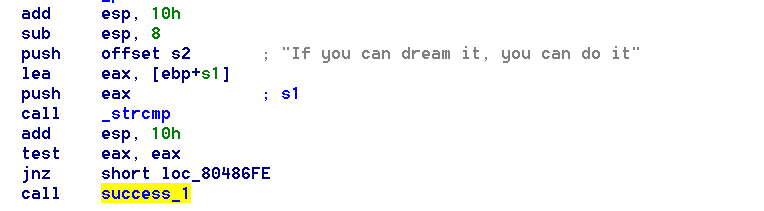 add esp, 10h
sub esp, 8
push offset s2 ; "If you can dream it, you can do it"
lea eax, [ebp+s1]
push eax ; s1
call _strcmp
add esp, 10h
test eax, eax
jnz short loc_80486FE
call success_1